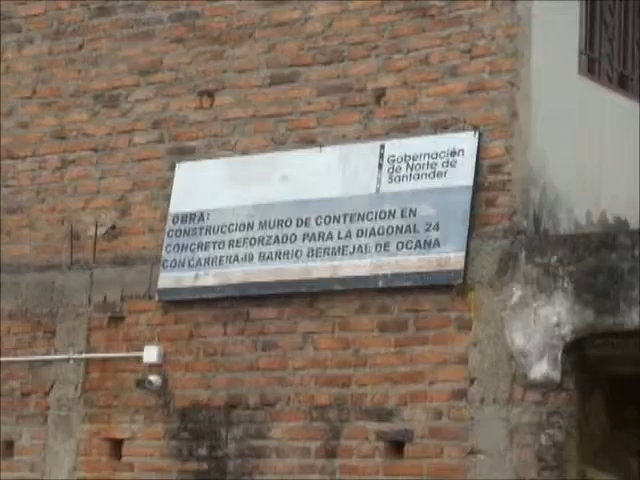 Gobernación
de Norte de
Santander
OBRA:
CONSTRUCCION MURO DE CONTENCION EN
CONCRETO REFORZADO PARA LA DIAGONAL 24
CON CARRERA 49 BARRIO BERMEJAL DE OCAÑA